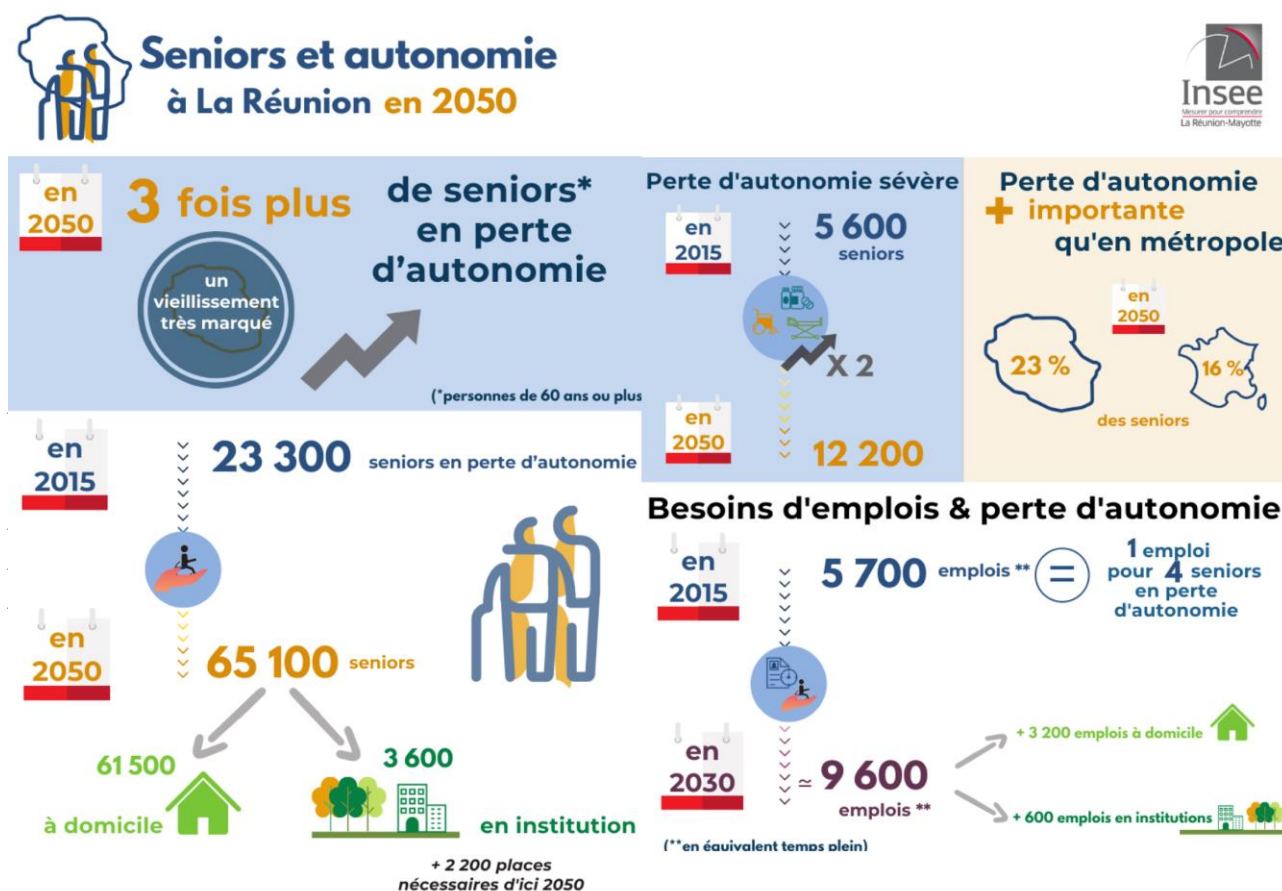 Seniors et autonomie
à La Réunion en 2050
Insee
Mesurer pour comprendre
La Réunion-Mayotte
en
2050
3 fois plus
de seniors*
en perte
d'autonomie
un
vieillissement
très marqué
(*personnes de 60 ans ou plus
en
2015
23 300 seniors en perte d'autonomie
en
2050
65 100 seniors
61 500
à domicile
3 600
en institution
+ 2 200 places
nécessaires d'ici 2050
Perte d'autonomie sévère
en
2015
5 600
seniors
X 2
en
2050
12 200
Perte d'autonomie
+ importante
qu'en métropole
en
2050
23 %
16 %
des seniors
Besoins d'emplois & perte d'autonomie
en
2015
5 700 emplois **
=
1 emploi
pour 4 seniors
en perte
d'autonomie
en
2030
≃ 9 600
emplois **
+ 3 200 emplois à domicile
+ 600 emplois en institutions
(**en équivalent temps plein)